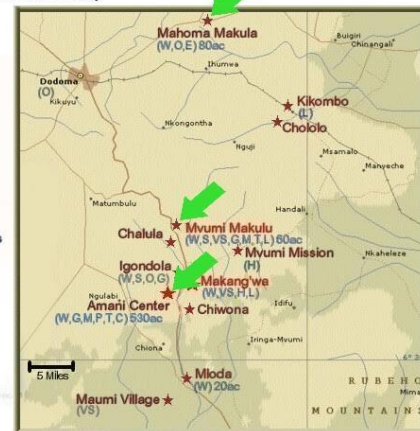 Mahoma Makula
(W,O,E) 80ac
Buigiri
Chinangali
Ihumwa
Dodoma
(O)
Kikuyu
Kikombo
(L)
Chololo
Nkongontha
Nguji
Msamalo
Manyeche
Matumbulu
Handali
Mvumi Makulu
(W,S,VS,G,M,T,L) 60ac
Chalula
Mvumi Mission
(H)
Nkaheleze
Igondola
(W,S,O,G)
Makang'wa
(W,VS,H,L)
Ngulabi
Amani Center
(W,G,M,P,T,C) 530ac
Idifu
Chiwona
Chiona
Iringa-Mvumi
5 Miles
Mloda
(W) 20ac
Maumi Village
(VS)
RUBEHO
MOUNTAINS